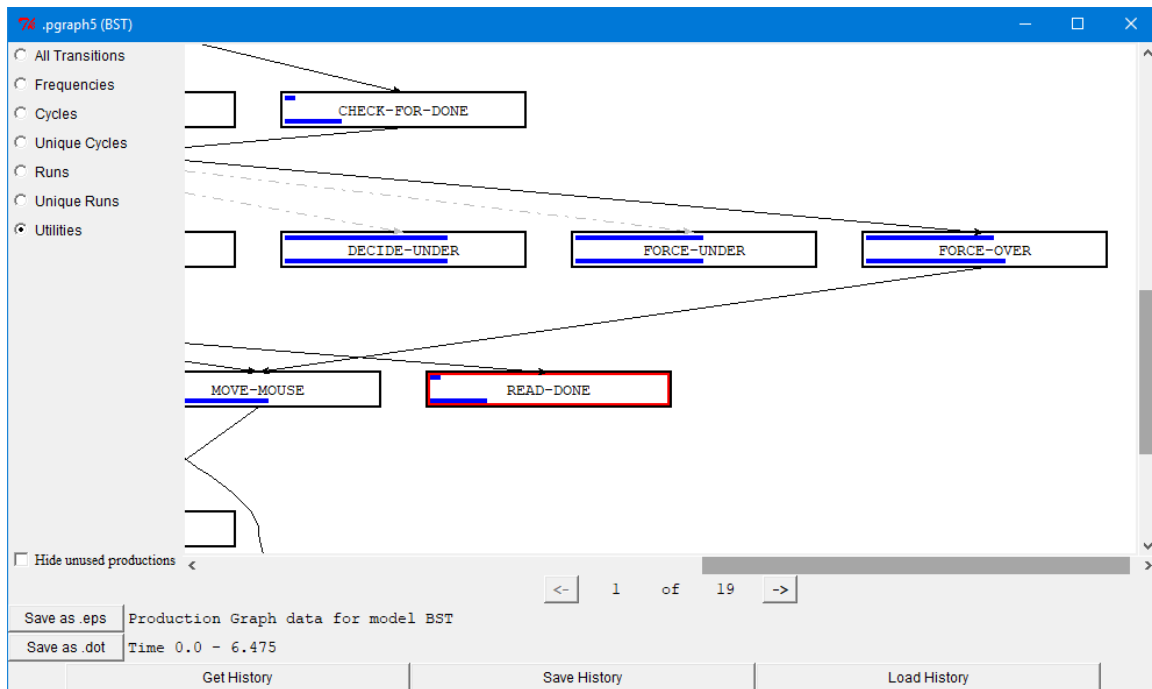 .pgraph5 (BST)
All Transitions
Frequencies
Cycles
Unique Cycles
Runs
Unique Runs
Utilities
CHECK-FOR-DONE
DECIDE-UNDER FORCE-UNDER FORCE-OVER
MOVE-MOUSE READ-DONE
Hide unused productions
<- 1 of 19 ->
Save as .eps Production Graph data for model BST
Save as .dot Time 0.0 - 6.475
Get History Save History Load History